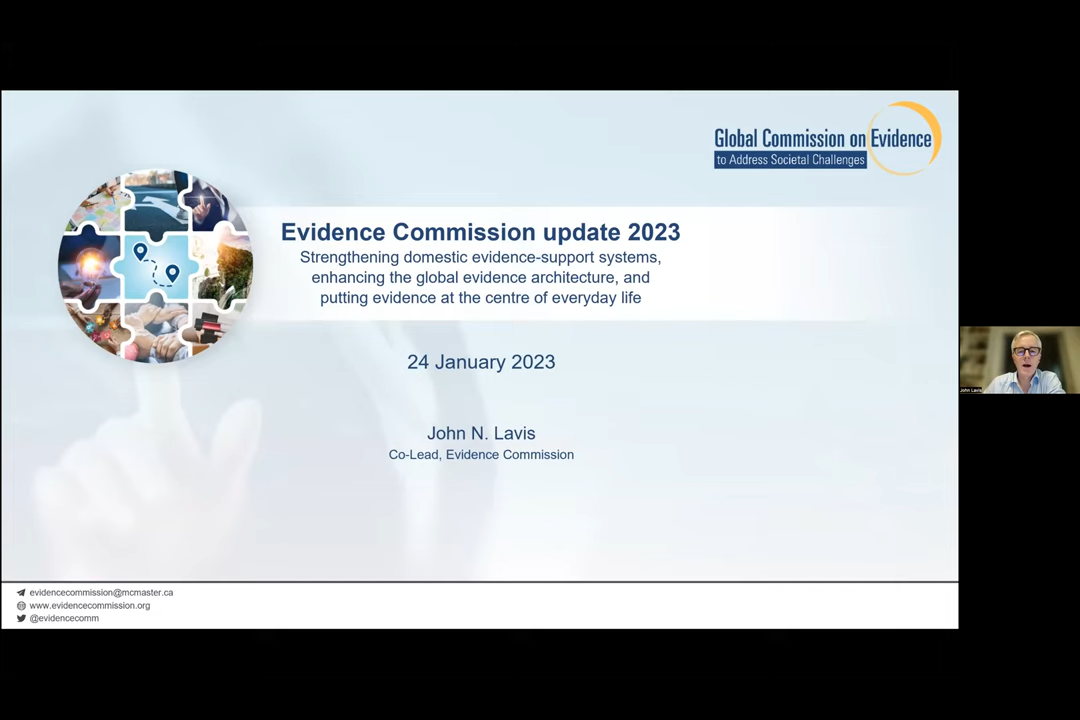 Global Commission on Evidence
to Address Societal Challenges
Evidence Commission update 2023
Strengthening domestic evidence-support systems,
enhancing the global evidence architecture, and
putting evidence at the centre of everyday life
24 January 2023
John N. Lavis
Co-Lead, Evidence Commission
John Lavis
evidencecommission@mcmaster.ca
www.evidencecommission.org
@evidencecomm